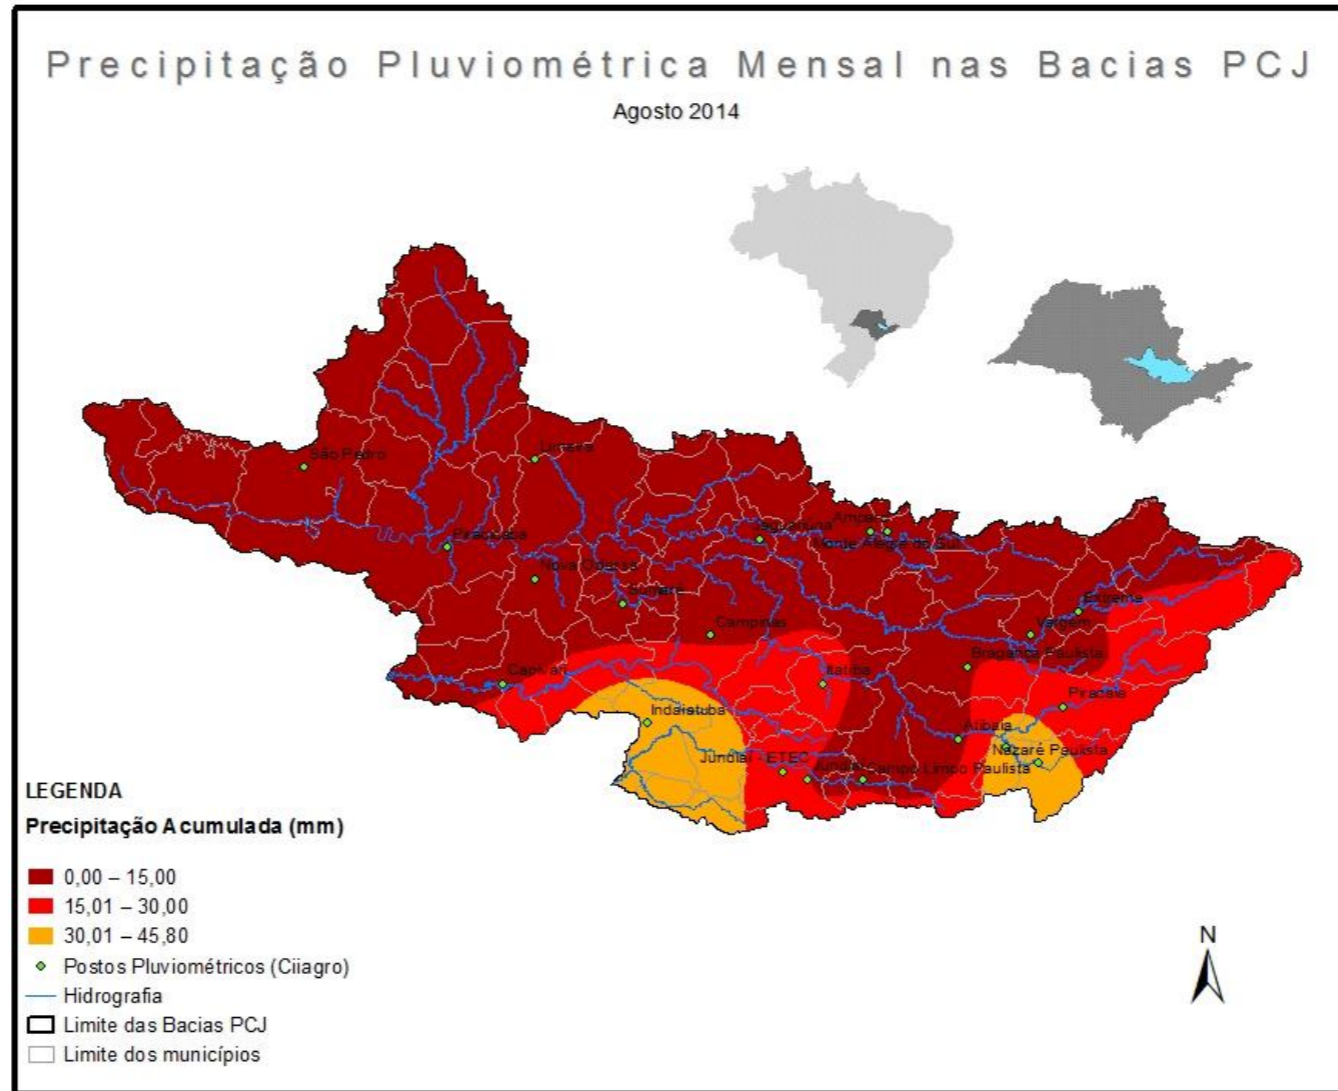 Precipitação Pluviométrica Mensal nas Bacias PCJ
Agosto 2014
São Pedro
Limeira
Piracicaba
Nova Odessa
Sumaré
Jaguariúna
Amparo
Monte Alegre do Sul
Campinas
Extrema
Vargem
Bragança Paulista
Capivari
Itatiba
Piracaia
Indaiatuba
Atibaia
Nazaré Paulista
Jundiaí - ETEC
Jundiaí
Campo Limpo Paulista
LEGENDA
Precipitação Acumulada (mm)
0,00 – 15,00
15,01 – 30,00
30,01 – 45,80
Postos Pluviométricos (Ciiagro)
Hidrografia
Limite das Bacias PCJ
Limite dos municípios
N